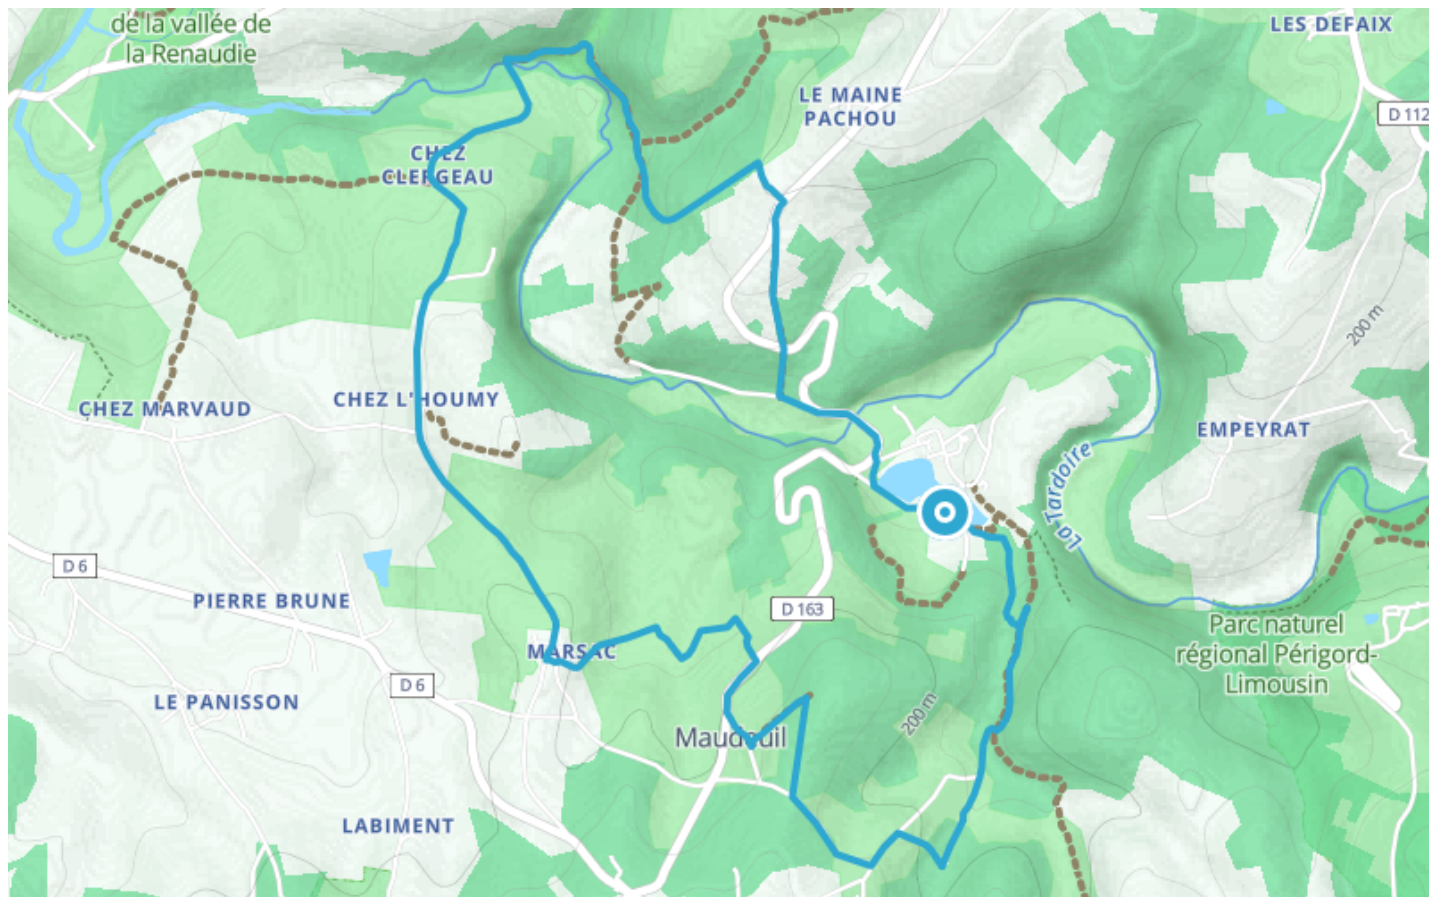 de la vallée de
la Renaudie
LES DEFAIX
LE MAINE
PACHOU
D 112
CHEZ
CLERGEAU
200 m
CHEZ MARVAUD
CHEZ L'HOUMY
EMPEYRAT
La Tardoire
D 6
PIERRE BRUNE
D 163
Parc naturel
régional Périgord-
Limousin
MARSAC
D 6
LE PANISSON
200 m
Maudeuil
LABIMENT